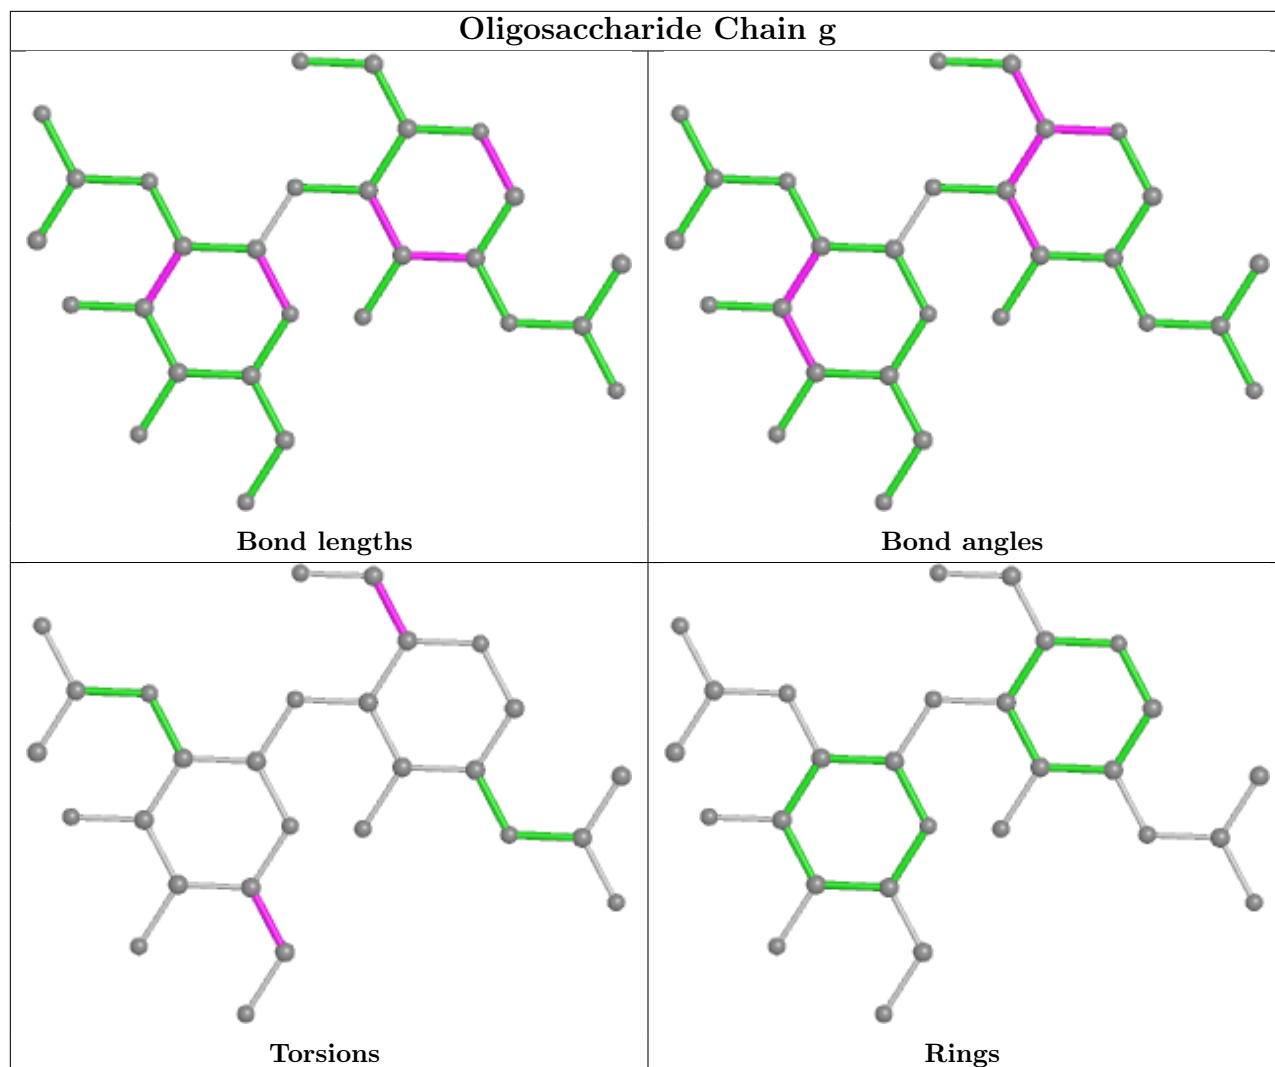 Oligosaccharide Chain g
Bond lengths
Bond angles
Torsions
Rings